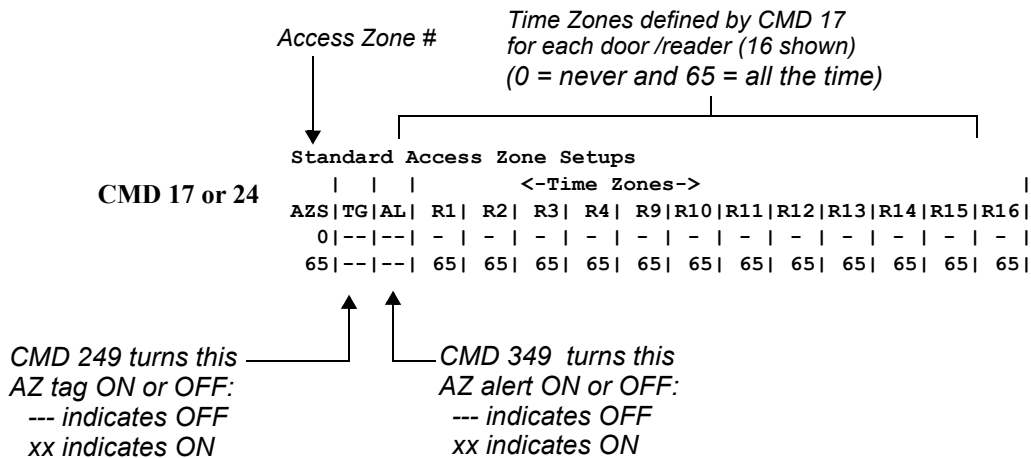 Access Zone #
Time Zones defined by CMD 17
for each door /reader (16 shown)
(0 = never and 65 = all the time)
Standard Access Zone Setups
CMD 17 or 24
| | | <-Time Zones-> |
AZS|TG|AL| R1| R2| R3| R4| R9|R10|R11|R12|R13|R14|R15|R16|
0|--|--| - | - | - | - | - | - | - | - | - | - | - | - |
65|--|--| 65| 65| 65| 65| 65| 65| 65| 65| 65| 65| 65| 65|
CMD 249 turns this
AZ tag ON or OFF:
--- indicates OFF
xx indicates ON
CMD 349 turns this
AZ alert ON or OFF:
--- indicates OFF
xx indicates ON